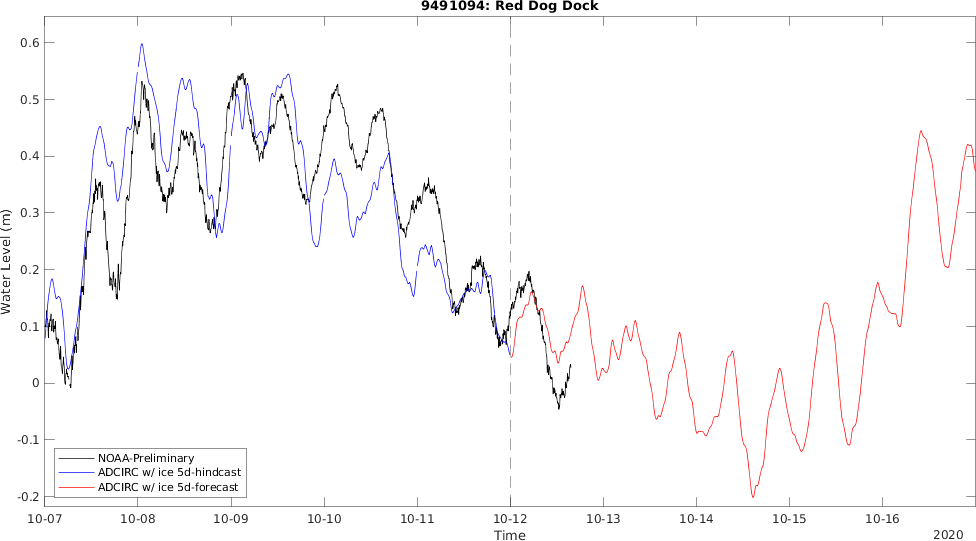 9491094: Red Dog Dock
Water Level (m)
0.6
0.5
0.4
0.3
0.2
0.1
0
-0.1
-0.2
NOAA-Preliminary
ADCIRC w/ ice 5d-hindcast
ADCIRC w/ ice 5d-forecast
10-07 10-08 10-09 10-10 10-11 10-12 10-13 10-14 10-15 10-16
Time
2020